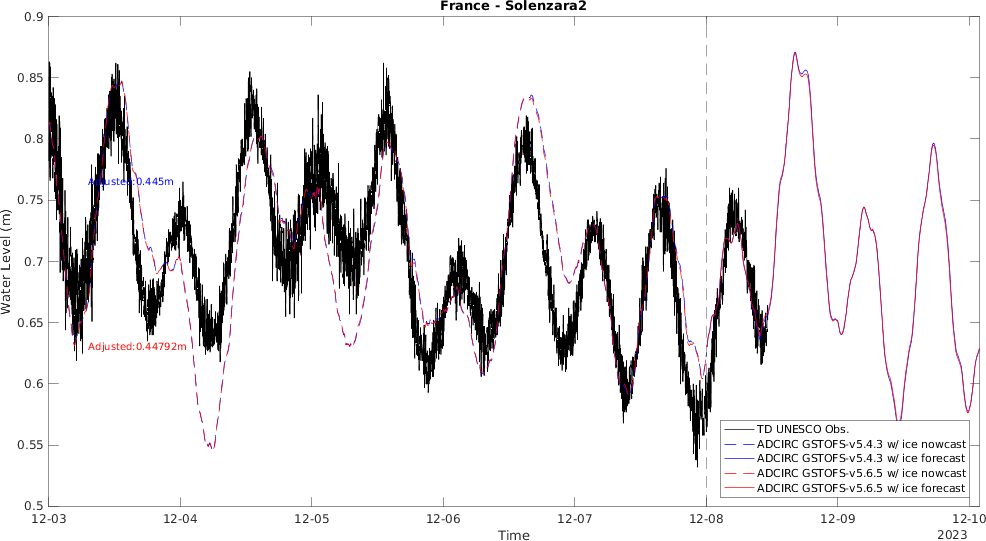 France - Solenzara2
0.9
0.85
0.8
0.75
0.7
0.65
0.6
0.55
0.5
Water Level (m)
Adjusted:0.445m
Adjusted:0.44792m
TD UNESCO Obs.
ADCIRC GSTOFS-v5.4.3 w/ ice nowcast
ADCIRC GSTOFS-v5.4.3 w/ ice forecast
ADCIRC GSTOFS-v5.6.5 w/ ice nowcast
ADCIRC GSTOFS-v5.6.5 w/ ice forecast
12-03 12-04 12-05 12-06 12-07 12-08 12-09 12-10
Time
2023